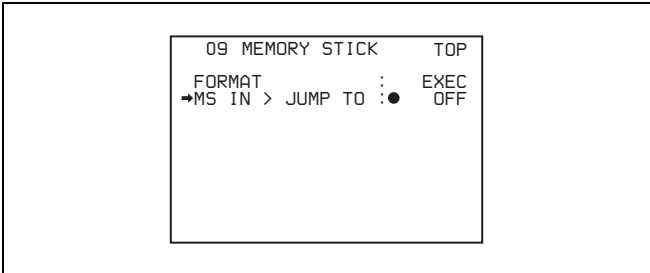 09 MEMORY STICK TOP
FORMAT : EXEC
➡MS IN > JUMP TO :● OFF